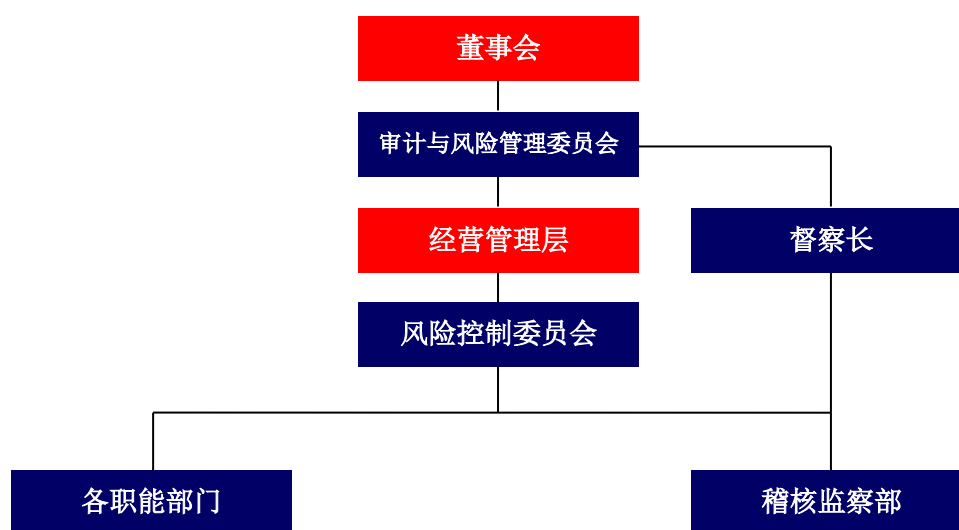 董事会
审计与风险管理委员会
经营管理层
督察长
风险控制委员会
各职能部门
稽核监察部